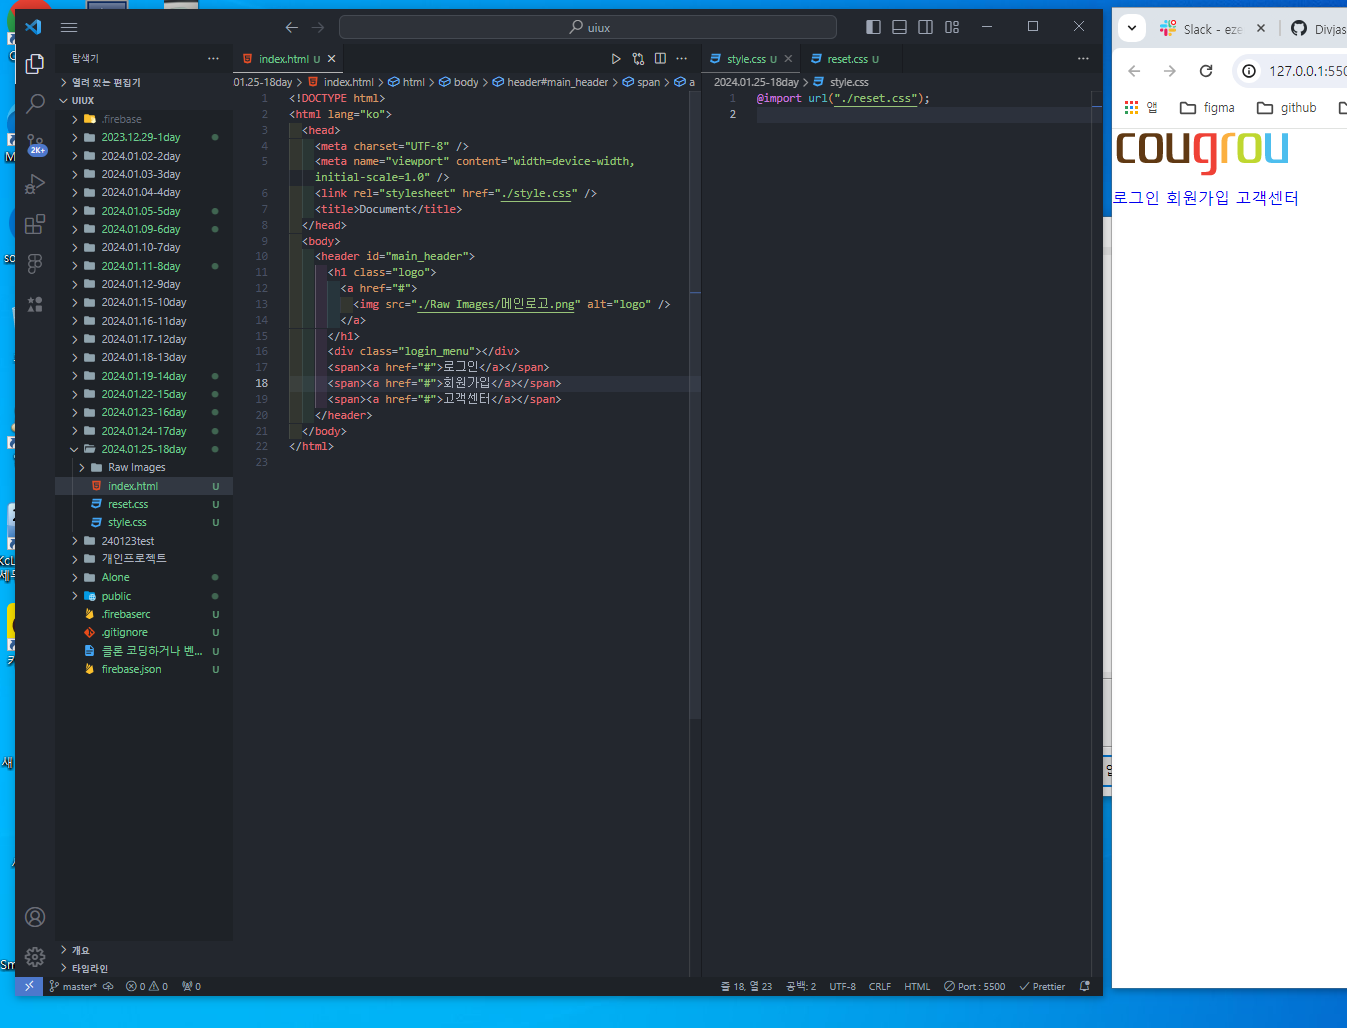 uiux
탐색기
열려 있는 편집기
UIUX
.firebase
2023.12.29-1day
2024.01.02-2day
2024.01.03-3day
2024.01.04-4day
2024.01.05-5day
2024.01.09-6day
2024.01.10-7day
2024.01.11-8day
2024.01.12-9day
2024.01.15-10day
2024.01.16-11day
2024.01.17-12day
2024.01.18-13day
2024.01.19-14day
2024.01.22-15day
2024.01.23-16day
2024.01.24-17day
2024.01.25-18day
Raw Images
index.html U
reset.css U
style.css U
240123test
개인프로젝트
Alone
public
.firebaserc U
.gitignore U
클론 코딩하거나 벤... U
firebase.json U
개요
타임라인
2K+
index.html U
01.25-18day > index.html > html > body > header#main_header > span > a
1 <!DOCTYPE html>
2 <html lang="ko">
3 <head>
4 <meta charset="UTF-8" />
5 <meta name="viewport" content="width=device-width,
initial-scale=1.0" />
6 <link rel="stylesheet" href="./style.css" />
7 <title>Document</title>
8 </head>
9 <body>
10 <header id="main_header">
11 <h1 class="logo">
12 <a href="#">
13 <img src="./Raw Images/메인로고.png" alt="logo" />
14 </a>
15 </h1>
16 <div class="login_menu"></div>
17 <span><a href="#">로그인</a></span>
18 <span><a href="#">회원가입</a></span>
19 <span><a href="#">고객센터</a></span>
20 </header>
21 </body>
22 </html>
23
style.css U reset.css U
2024.01.25-18day > style.css
1 @import url("./reset.css");
2
master* 0 0 0
줄 18, 열 23 공백: 2 UTF-8 CRLF HTML Port : 5500 Prettier
Slack - eze Divjas
127.0.0.1:550
앱 figma github
cougrou
로그인 회원가입 고객센터